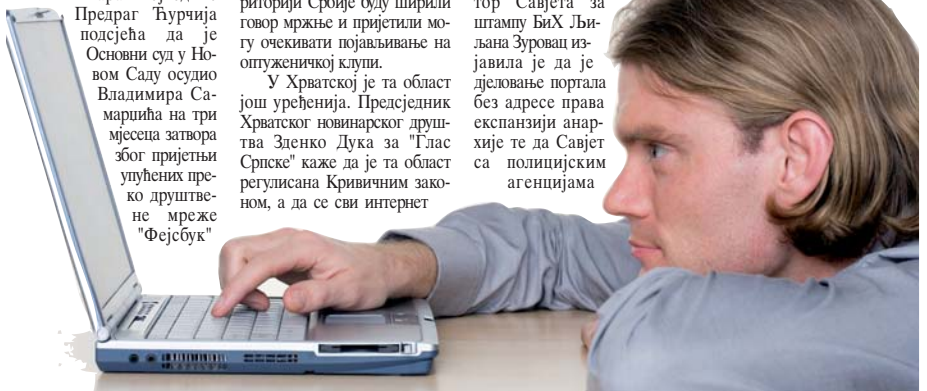 Предраг Ћурчија
подсјећа да је
Основни суд у Но-
вом Саду осудио
Владимира Са-
марџића на три
мјесеца затвора
због пријетњи
упућених пре-
ко друштве-
не мреже
"Фејсбук"
риторији Србије буду ширили
говор мржње и пријетили мо-
гу очекивати појављивање на
оптуженичкој клупи.
У Хрватској је та област
још уређенија. Предсједник
Хрватског новинарског друш-
тва Зденко Дука за "Глас
Српске" каже да је та област
регулисана Кривичним зако-
ном, а да се сви интернет
тор Савјета за
штампу БиХ Љи-
љана Зуровац из-
јавила је да је
дјеловање портала
без адресе права
експанзији анар-
хије те да Савјет
са полицијским
агенцијама